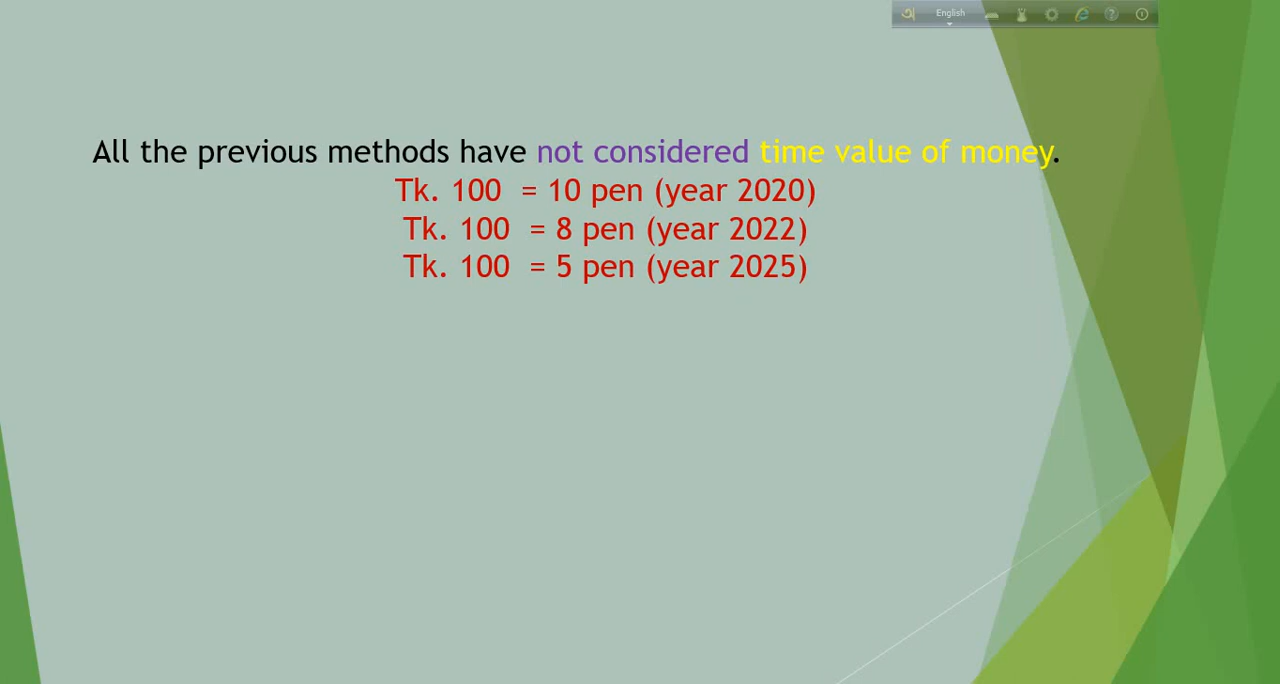 English
All the previous methods have not considered time value of money.
Tk. 100 = 10 pen (year 2020)
Tk. 100 = 8 pen (year 2022)
Tk. 100 = 5 pen (year 2025)